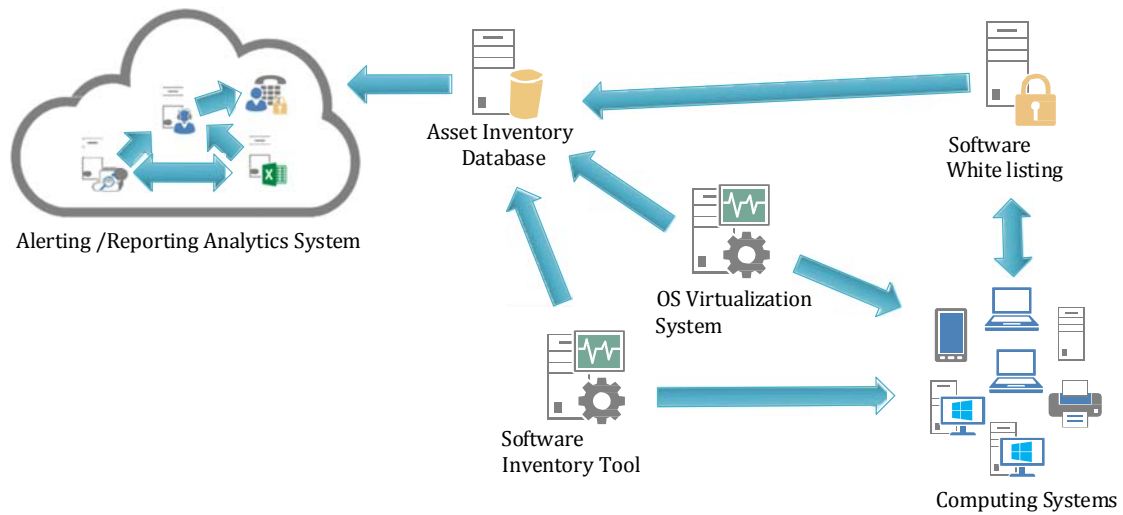 Asset Inventory
Database
Software
White listing
Alerting /Reporting Analytics System
OS Virtualization
System
Software
Inventory Tool
Computing Systems
X